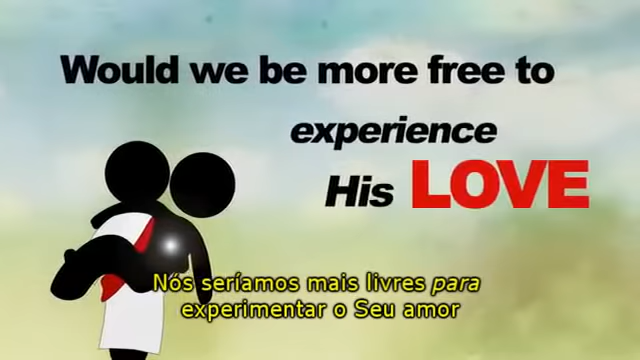 Would we be more free to
experience
His LOVE
Nós seríamos mais livres para
experimentar o Seu amor